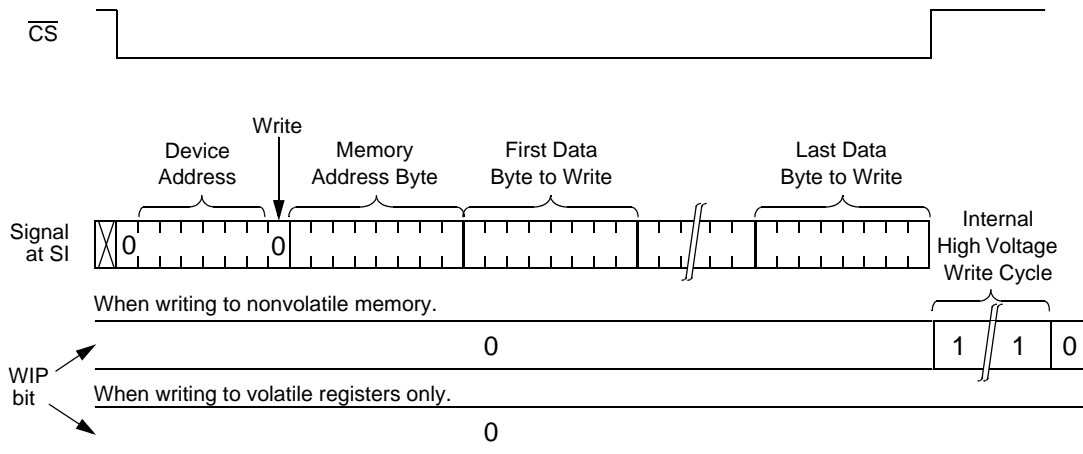 CS
Write
Device
Address
Memory
Address Byte
First Data
Byte to Write
Last Data
Byte to Write
Signal
at SI
0
0
Internal
High Voltage
Write Cycle
When writing to nonvolatile memory.
0
1
1
0
WIP
bit
When writing to volatile registers only.
0